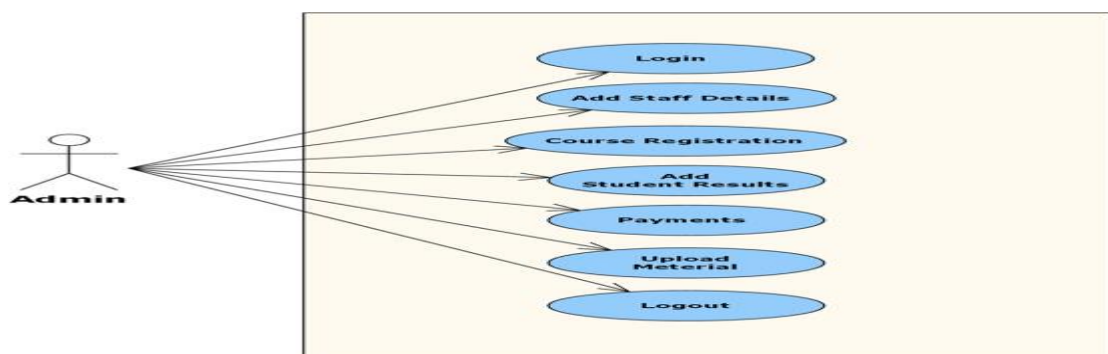 Login
Add Staff Details
Course Registration
Add
Student Results
Admin
Payments
Upload
Meterial
Logout